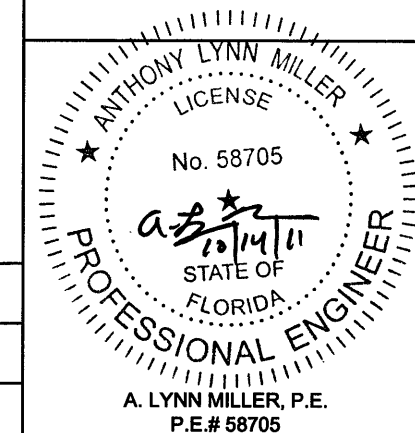 ANTHONY LYNN MILLER
LICENSE
No. 58705
10/14/11
STATE OF
FLORIDA
PROFESSIONAL ENGINEER
A. LYNN MILLER, P.E.
P.E.# 58705